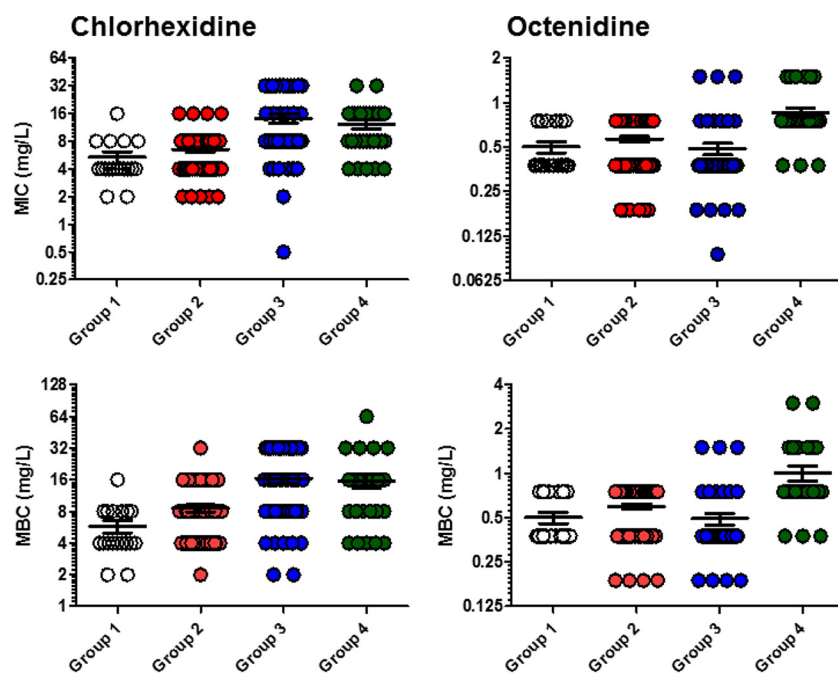 Chlorhexidine
Octenidine
MIC (mg/L)
64
32
16
8
4
2
1
0.5
0.25
Group 1
Group 2
Group 3
Group 4
2
1
0.5
0.25
0.125
0.0625
Group 1
Group 2
Group 3
Group 4
MBC (mg/L)
128
64
32
16
8
4
2
1
Group 1
Group 2
Group 3
Group 4
MBC (mg/L)
4
2
1
0.5
0.25
0.125
Group 1
Group 2
Group 3
Group 4